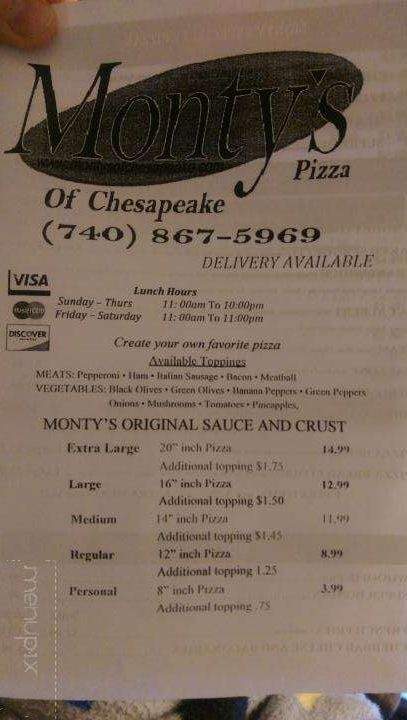 Monty's
Pizza
Of Chesapeake
(740) 867-5969
DELIVERY AVAILABLE
VISA
MasterCard
DISCOVER
Lunch Hours
Sunday – Thurs 11: 00am To 10:00pm
Friday – Saturday 11: 00am To 11:00pm
Create your own favorite pizza
Available Toppings
MEATS: Pepperoni • Ham • Italian Sausage • Bacon • Meatball
VEGETABLES: Black Olives • Green Olives • Banana Peppers • Green Peppers
Onions • Mushrooms • Tomatoes • Pineapples,
MONTY'S ORIGINAL SAUCE AND CRUST
Extra Large 20" inch Pizza 14.99
Additional topping $1.75
Large 16" inch Pizza 12.99
Additional topping $1.50
Medium 14" inch Pizza 11.99
Additional topping $1.45
Regular 12" inch Pizza 8.99
Additional topping 1.25
Personal 8" inch Pizza 3.99
Additional topping .75
menupix